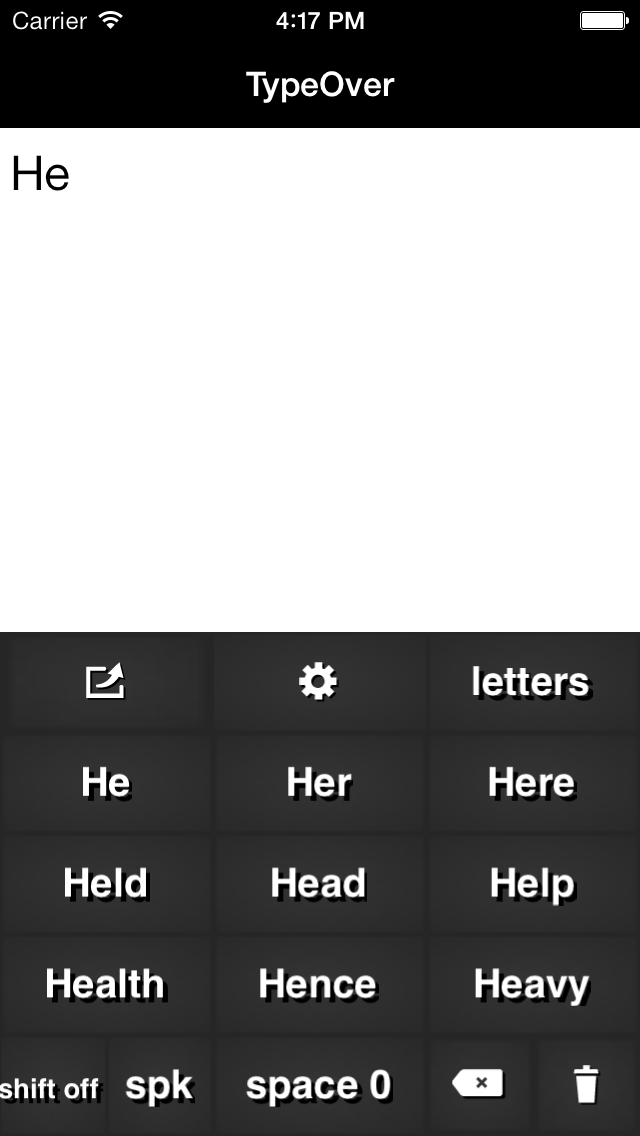 Carrier 4:17 PM
TypeOver
He
letters
He Her Here
Held Head Help
Health Hence Heavy
shift off spk space 0